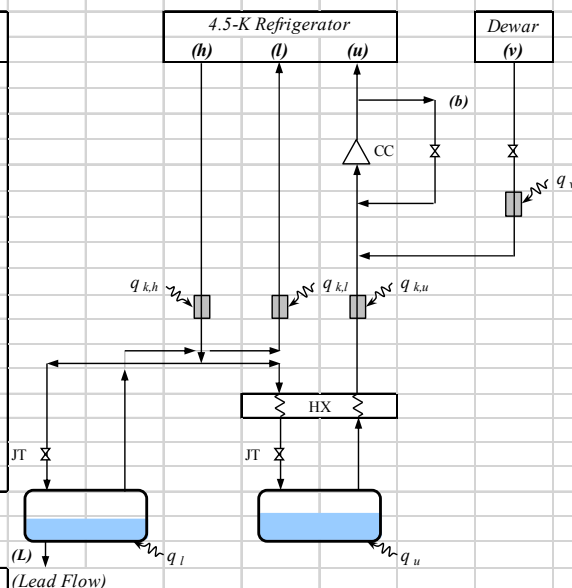 4.5-K Refrigerator
Dewar
(h)
(l)
(u)
(v)
(b)
CC
q
q k,h
q k,l
q k,u
HX
JT
JT
(L)
q l
q u
(Lead Flow)